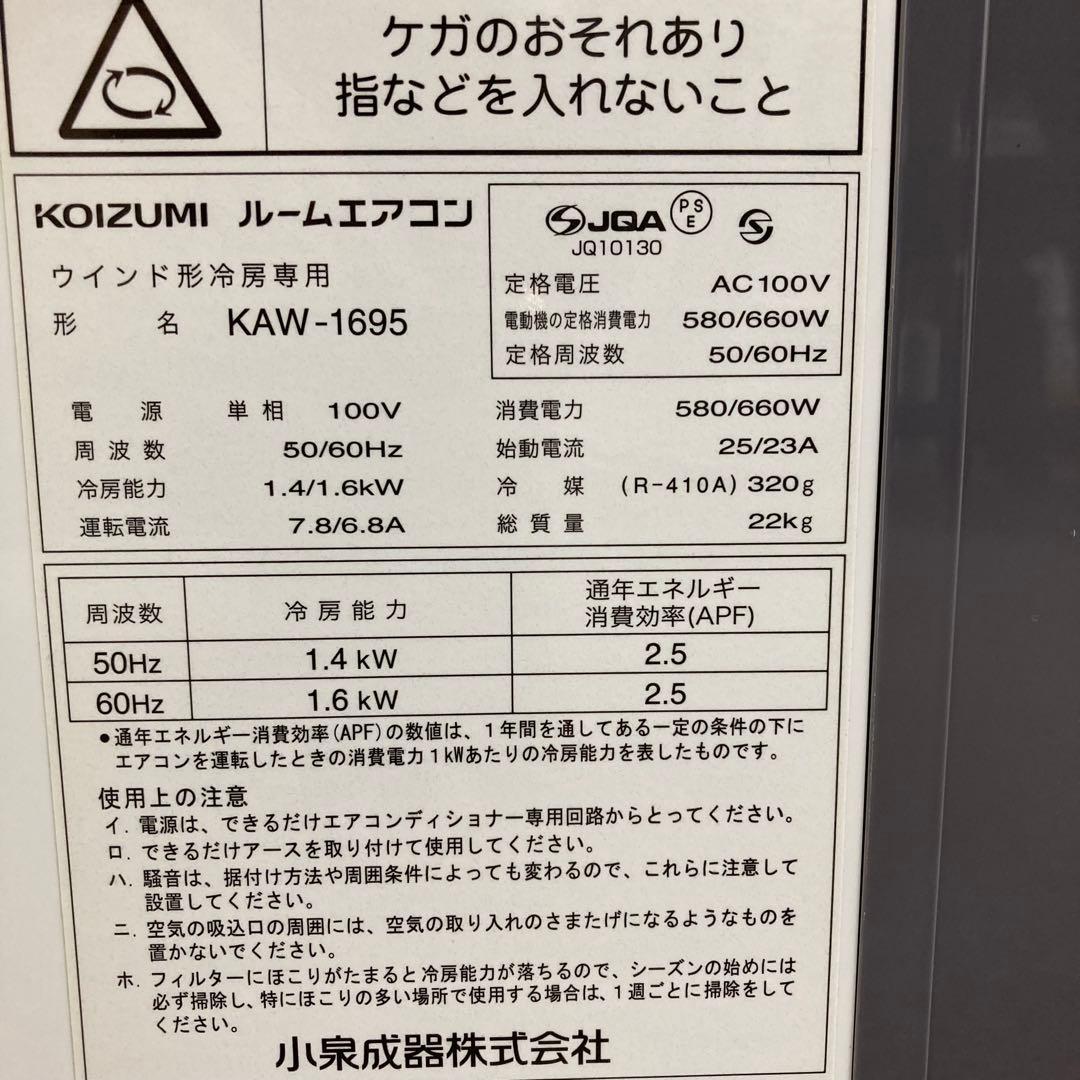 ケガのおそれあり
指などを入れないこと
KOIZUMI ルームエアコン
ウインド形冷房専用
形 名 KAW-1695
JQA PSE S
JQ10130
定格電圧 AC100V
電動機の定格消費電力 580/660W
定格周波数 50/60Hz
電 源 単相 100V
周波数 50/60Hz
冷房能力 1.4/1.6kW
運転電流 7.8/6.8A
消費電力 580/660W
始動電流 25/23A
冷 媒 (R-410A) 320g
総質量 22kg
周波数 冷房能力 通年エネルギー
消費効率(APF)
50Hz 1.4 kW 2.5
60Hz 1.6 kW 2.5
●通年エネルギー消費効率(APF)の数値は、1年間を通してある一定の条件の下に
エアコンを運転したときの消費電力1kWあたりの冷房能力を表したものです。
使用上の注意
イ. 電源は、できるだけエアコンディショナー専用回路からとってください。
ロ. できるだけアースを取り付けて使用してください。
ハ. 騒音は、据付け方法や周囲条件によっても変わるので、これらに注意して
設置してください。
ニ. 空気の吸込口の周囲には、空気の取り入れのさまたげになるようなものを
置かないでください。
ホ. フィルターにほこりがたまると冷房能力が落ちるので、シーズンの始めには
必ず掃除し、特にほこりの多い場所で使用する場合は、1週ごとに掃除をして
ください。
小泉成器株式会社